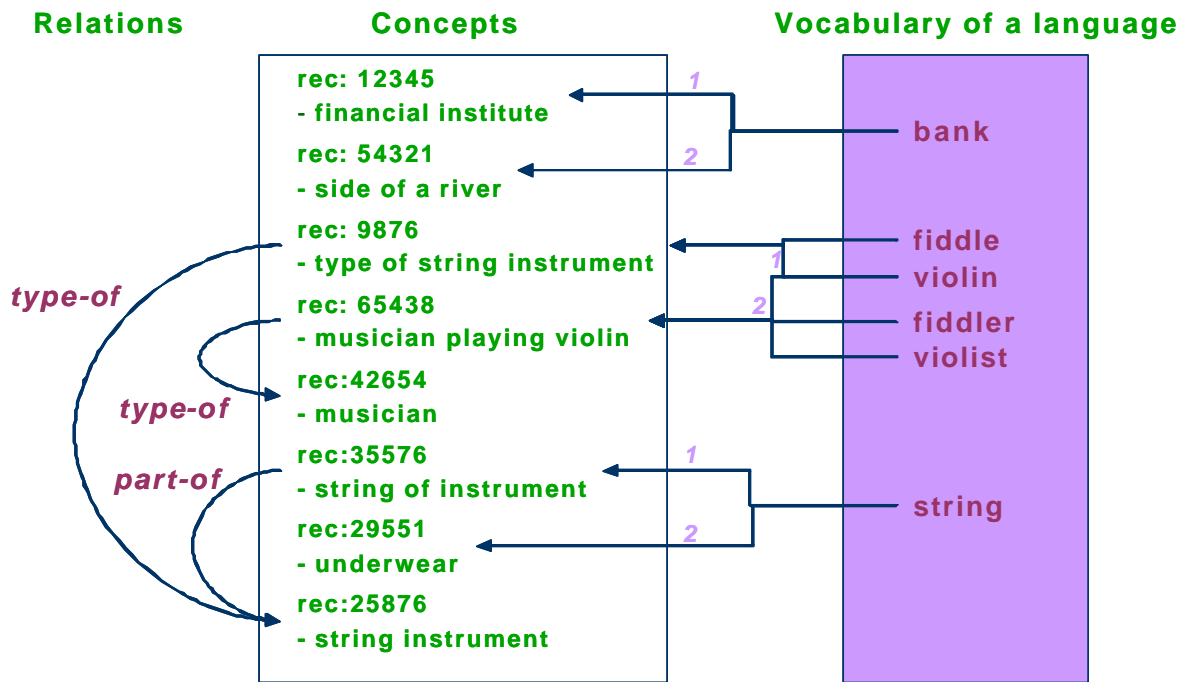 Relations
Concepts
Vocabulary of a language
rec: 12345
- financial institute
rec: 54321
- side of a river
rec: 9876
- type of string instrument
rec: 65438
- musician playing violin
rec:42654
- musician
rec:35576
- string of instrument
rec:29551
- underwear
rec:25876
- string instrument
type-of
type-of
part-of
1
2
1
2
1
2
bank
fiddle
violin
fiddler
violist
string